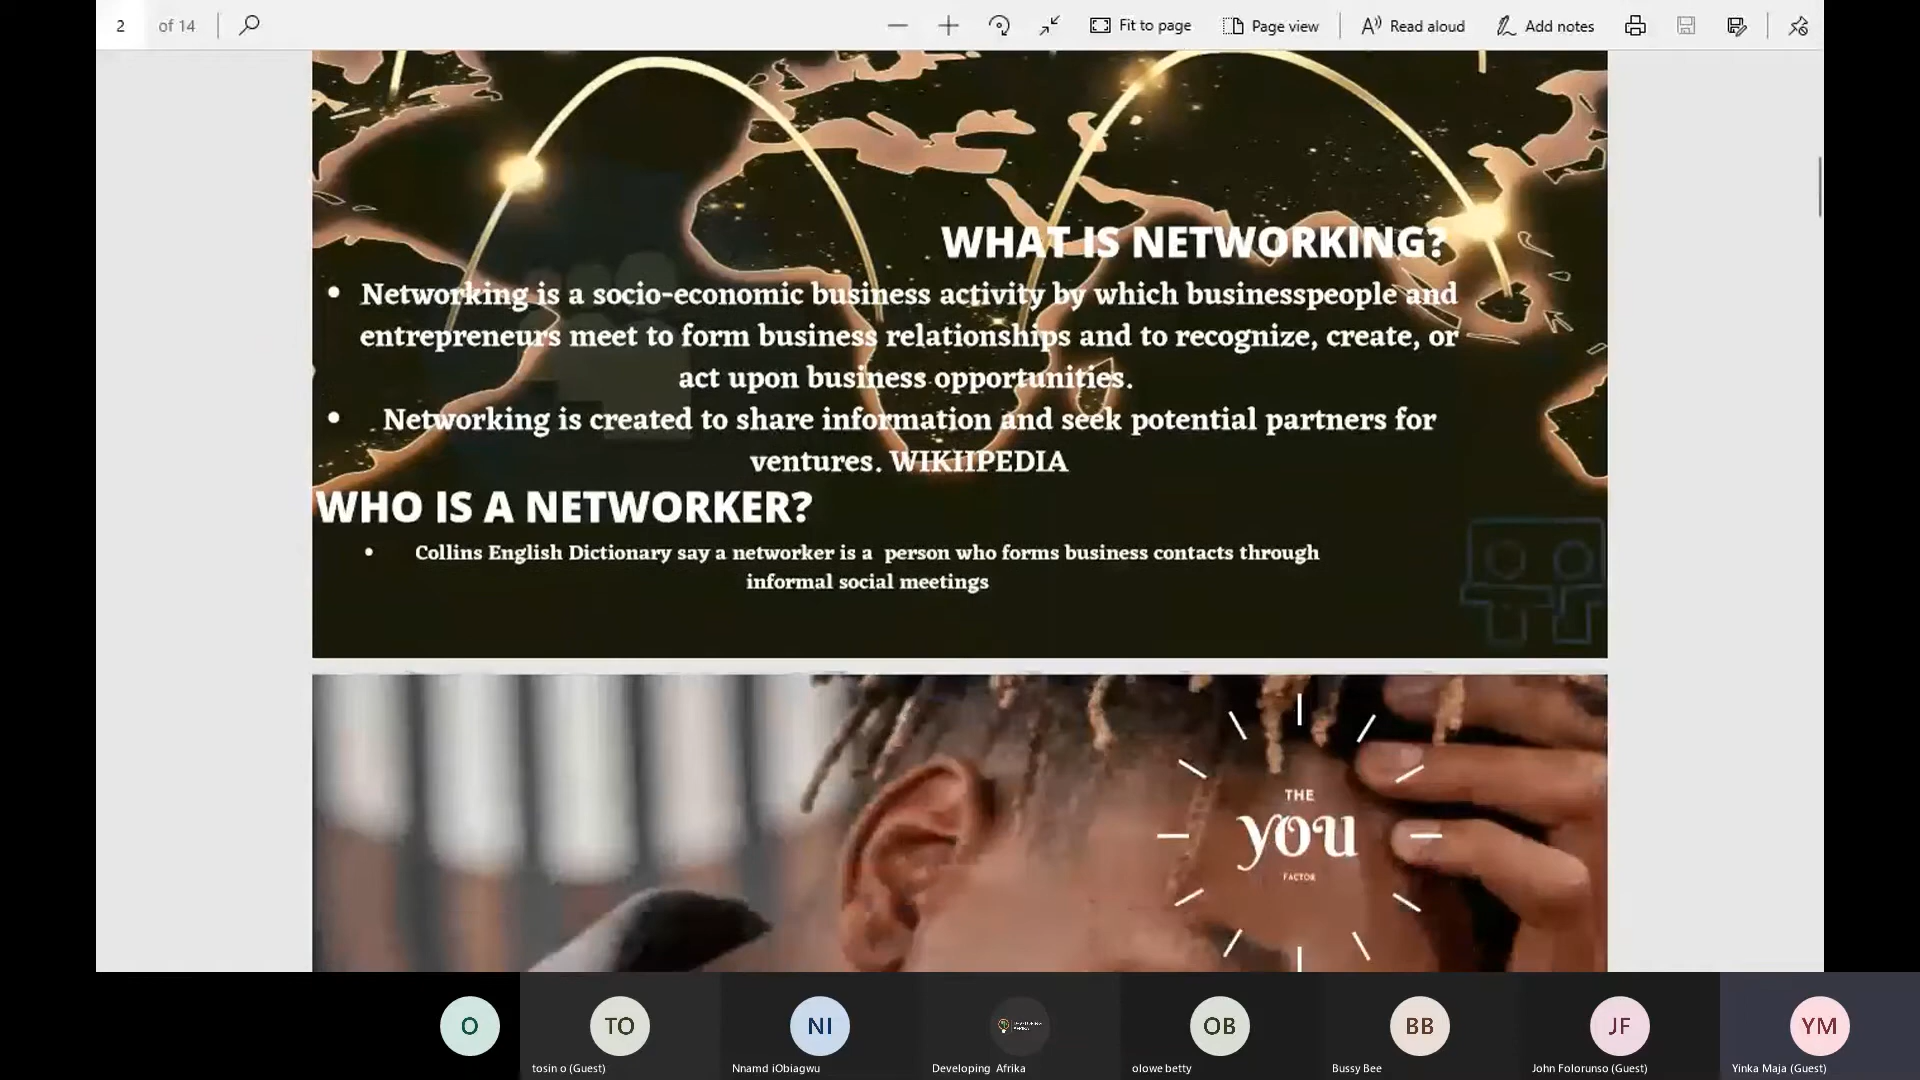 2 of 14
Fit to page
Page view
Read aloud
Add notes
WHAT IS NETWORKING?
• Networking is a socio-economic business activity by which businesspeople and
entrepreneurs meet to form business relationships and to recognize, create, or
act upon business opportunities.
• Networking is created to share information and seek potential partners for
ventures. WIKIIPEDIA
WHO IS A NETWORKER?
• Collins English Dictionary say a networker is a person who forms business contacts through
informal social meetings
THE
you
FACTOR
O
TO
NI
OB
BB
JF
YM
tosin o (Guest)
Nnamd iObiagwu
Developing Afrika
olowe betty
Bussy Bee
John Folorunso (Guest)
Yinka Maja (Guest)